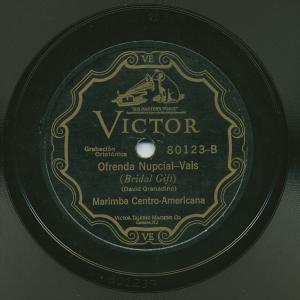 VE
"HIS MASTER'S VOICE"
VICTOR
Grabación
Ortofónica
80123-B
Ofrenda Nupcial-Vals
(Bridal Gift)
(David Granadino)
Marimba Centro-Americana
VICTOR TALKING MACHINE CO
Camden, N.J.
VE